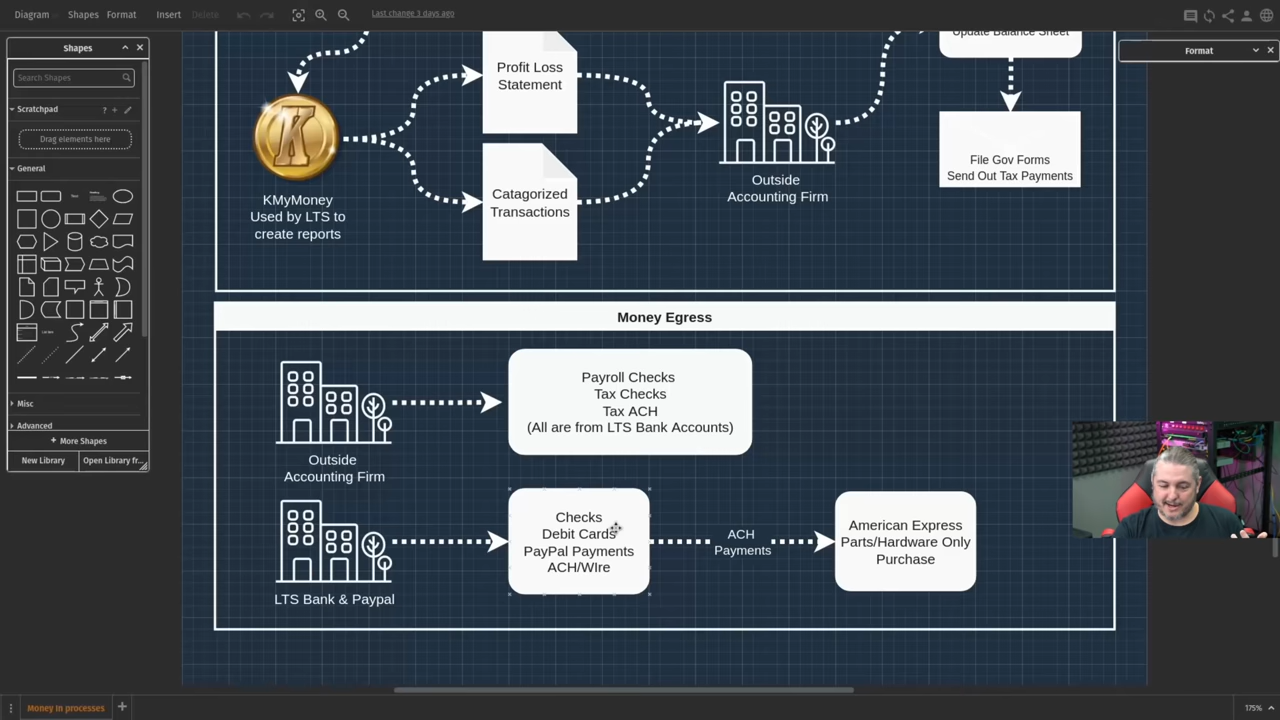 Diagram
Shapes
Format
Insert
Delete
Last change 3 days ago
Shapes
Search Shapes
Scratchpad
?
Drag elements here
General
Misc
Advanced
+ More Shapes
New Library
Open Library fr...
Format
Update Balance Sheet
Profit Loss
Statement
K
File Gov Forms
Send Out Tax Payments
Outside
Accounting Firm
Catagorized
Transactions
KMyMoney
Used by LTS to
create reports
Money Egress
Payroll Checks
Tax Checks
Tax ACH
(All are from LTS Bank Accounts)
Outside
Accounting Firm
Checks
Debit Cards
PayPal Payments
ACH/WIre
ACH
Payments
American Express
Parts/Hardware Only
Purchase
LTS Bank & Paypal
Money in processes
175%